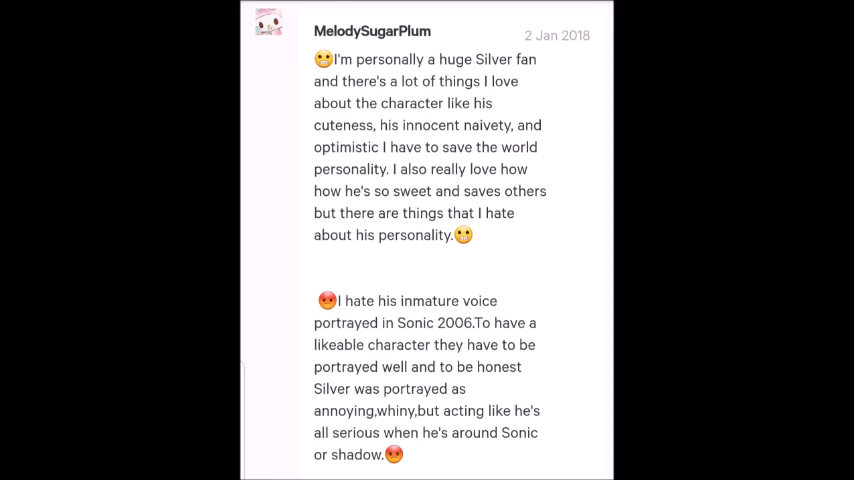 MelodySugarPlum
2 Jan 2018
😬I'm personally a huge Silver fan
and there's a lot of things I love
about the character like his
cuteness, his innocent naivety, and
optimistic I have to save the world
personality. I also really love how
how he's so sweet and saves others
but there are things that I hate
about his personality.😬
😡I hate his inmature voice
portrayed in Sonic 2006.To have a
likeable character they have to be
portrayed well and to be honest
Silver was portrayed as
annoying,whiny,but acting like he's
all serious when he's around Sonic
or shadow.😡